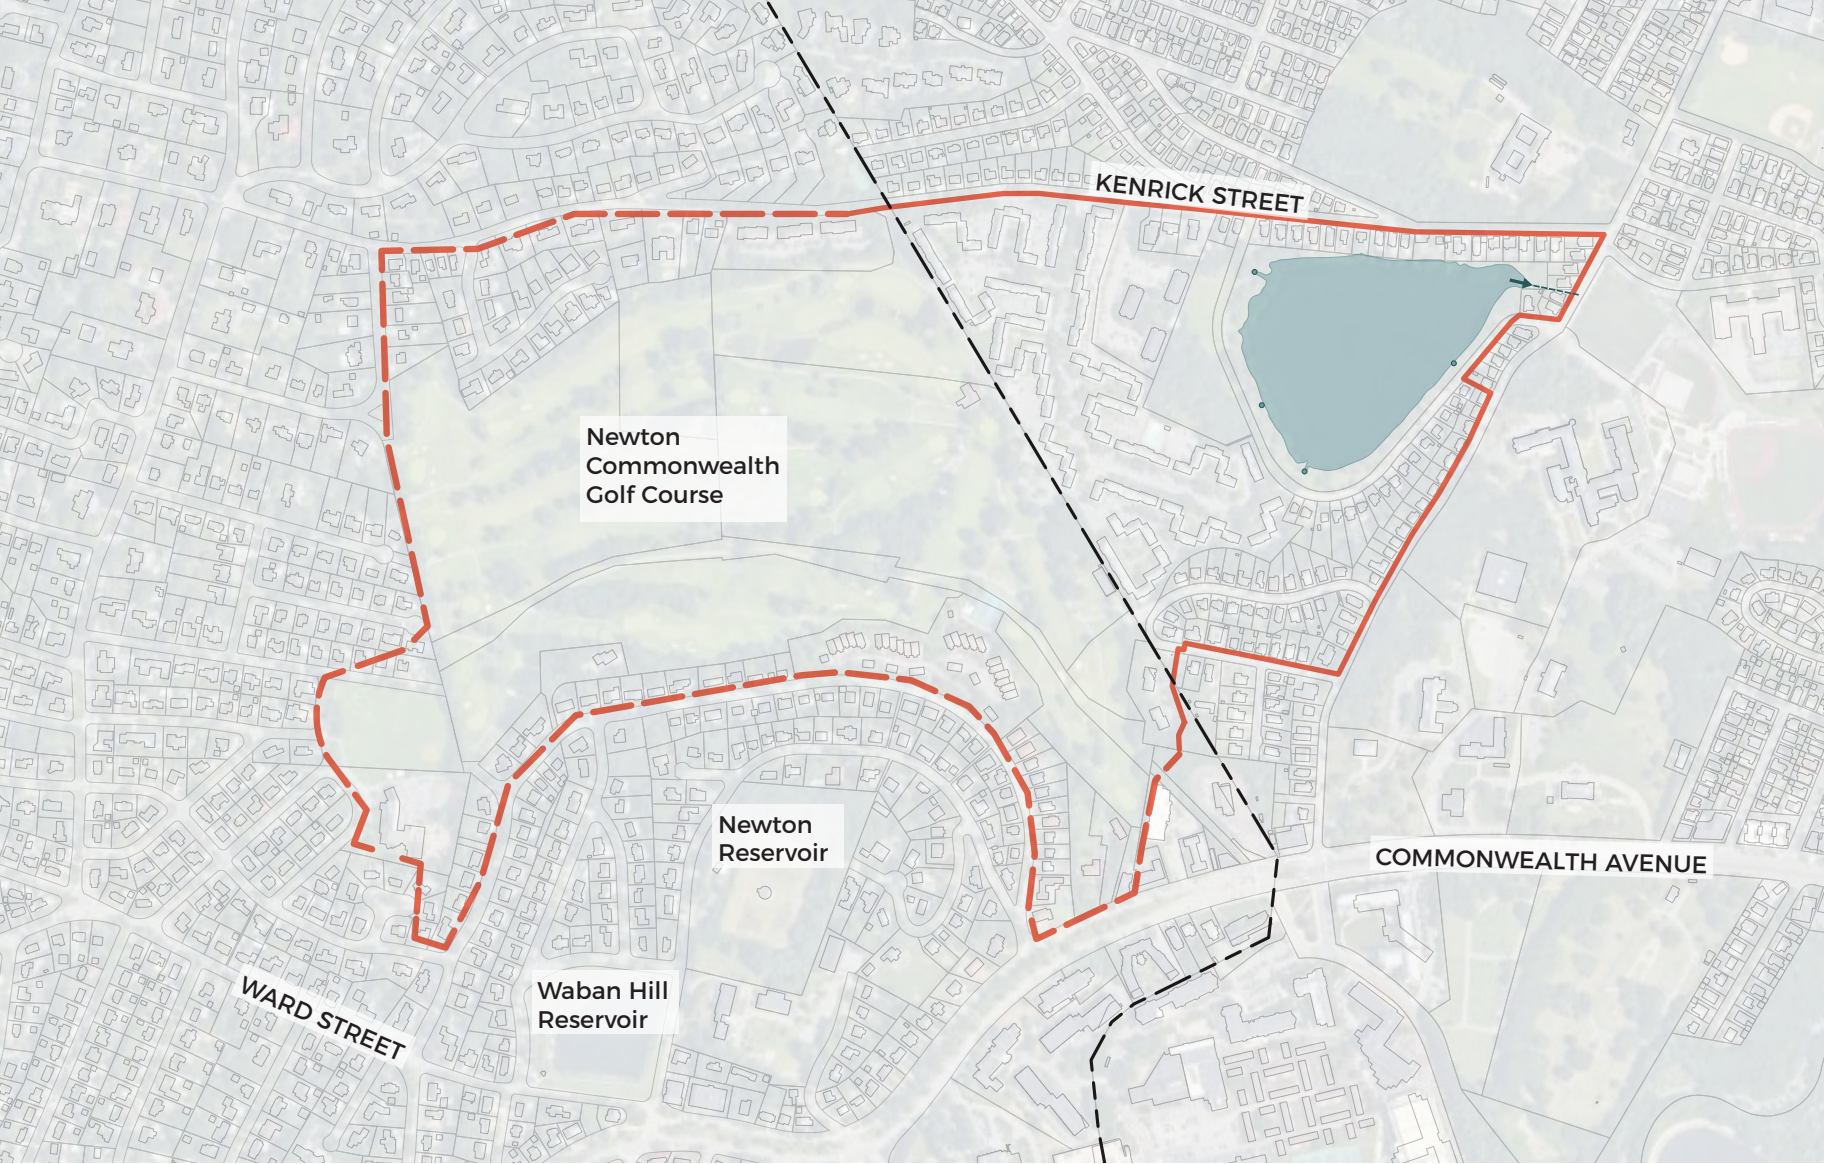 KENRICK STREET
Newton
Commonwealth
Golf Course
Newton
Reservoir
COMMONWEALTH AVENUE
Waban Hill
Reservoir
WARD STREET